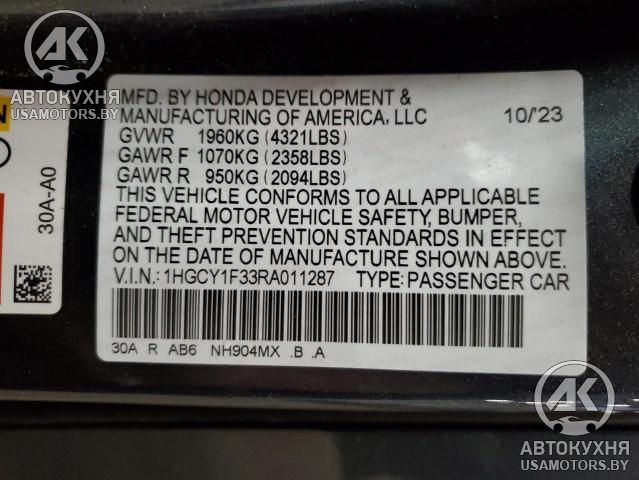 AK
АВТОКУХНЯ
USAMOTORS.BY
N
30A-A0
MFD. BY HONDA DEVELOPMENT &
MANUFACTURING OF AMERICA, LLC 10/'23
GVWR 1960KG (4321LBS)
GAWR F 1070KG (2358LBS)
GAWR R 950KG (2094LBS)
THIS VEHICLE CONFORMS TO ALL APPLICABLE
FEDERAL MOTOR VEHICLE SAFETY, BUMPER,
AND THEFT PREVENTION STANDARDS IN EFFECT
ON THE DATE OF MANUFACTURE SHOWN ABOVE.
V.I.N.: 1HGCY1F33RA011287 TYPE: PASSENGER CAR
30A R AB6 NH904MX .B .A
AK
АВТОКУХНЯ
USAMOTORS.BY